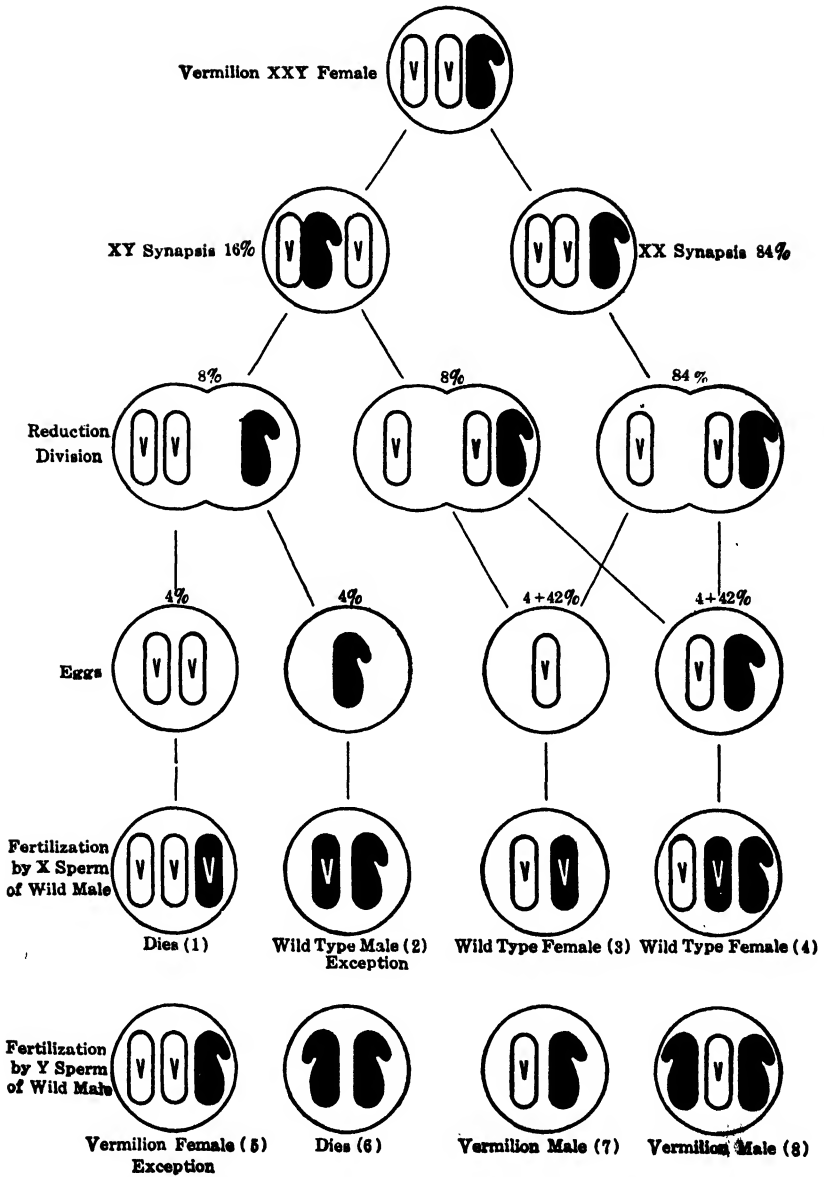 Vermilion XXY Female
V V
XY Synapsis 16%
V V
V V
XX Synapsis 84%
8% 8% 84%
Reduction
Division
V V V V V V
4% 4% 4+42% 4+42%
Eggs
V V V V
Fertilization
by X Sperm
of Wild Male
V V V V V V V V
Dies (1) Wild Type Male (2) Wild Type Female (3) Wild Type Female (4)
Exception
Fertilization
by Y Sperm
of Wild Male
V V V V
Vermilion Female (5) Dies (6) Vermilion Male (7) Vermilion Male (8)
Exception